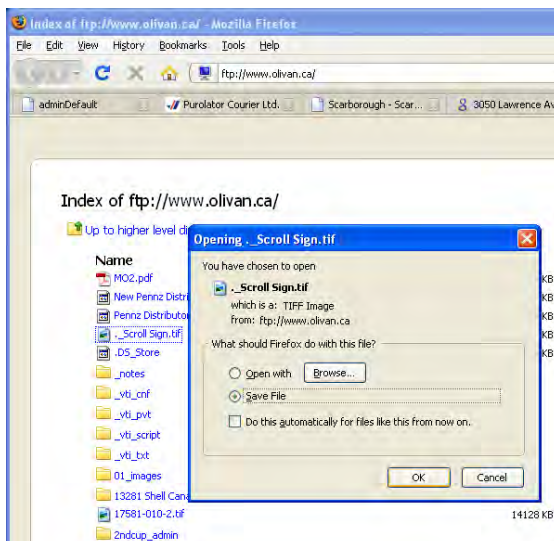 Index of ftp://www.olivan.ca/ - Mozilla Firefox
File Edit View History Bookmarks Tools Help
ftp://www.olivan.ca/
adminDefault Purolator Courier Ltd. Scarborough - Scar... 3050 Lawrence Av
Index of ftp://www.olivan.ca/
Up to higher level di
Name
MO2.pdf KB
New Pennz Distri KB
Pennz Distributo KB
._Scroll Sign.tif KB
.DS_Store KB
_notes
_vti_cnf
_vti_pvt
_vti_script
_vti_txt
01_images
13281 Shell Cana
17581-010-2.tif 14128 KB
2ndcup_admin
Opening ._Scroll Sign.tif
You have chosen to open
._Scroll Sign.tif
which is a: TIFF Image
from: ftp://www.olivan.ca
What should Firefox do with this file?
Open with Browse...
Save File
Do this automatically for files like this from now on.
OK Cancel